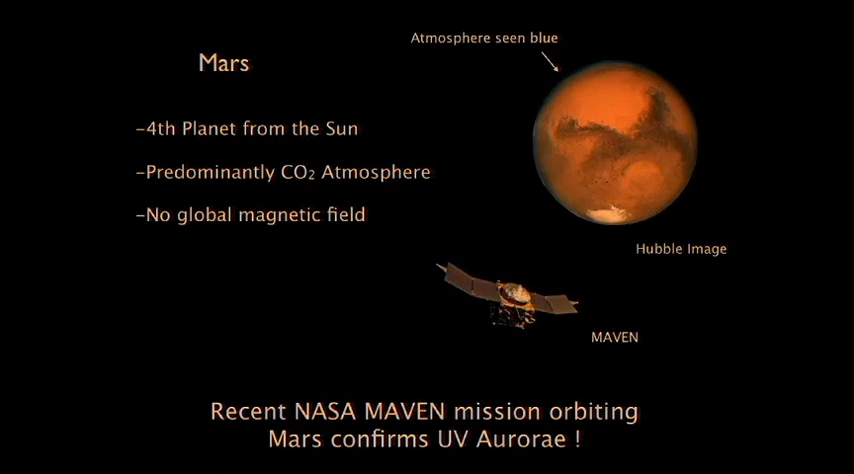 Atmosphere seen blue
Mars
-4th Planet from the Sun
-Predominantly CO₂ Atmosphere
-No global magnetic field
Hubble Image
MAVEN
Recent NASA MAVEN mission orbiting
Mars confirms UV Aurorae !